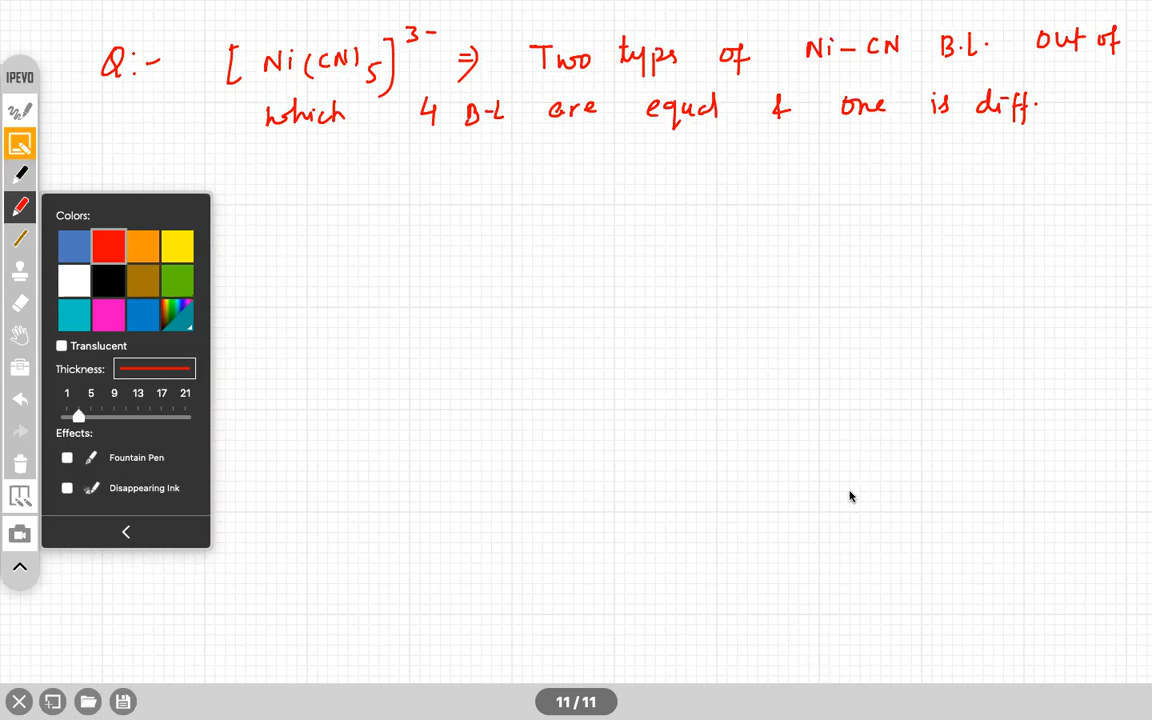 Q:- [Ni(CN)5]3- ⇒ Two types of Ni-CN B.L. out of
which 4 B-L are equal & one is diff.
IPEVO
Colors:
Translucent
Thickness:
1 5 9 13 17 21
Effects:
Fountain Pen
Disappearing Ink
11/11